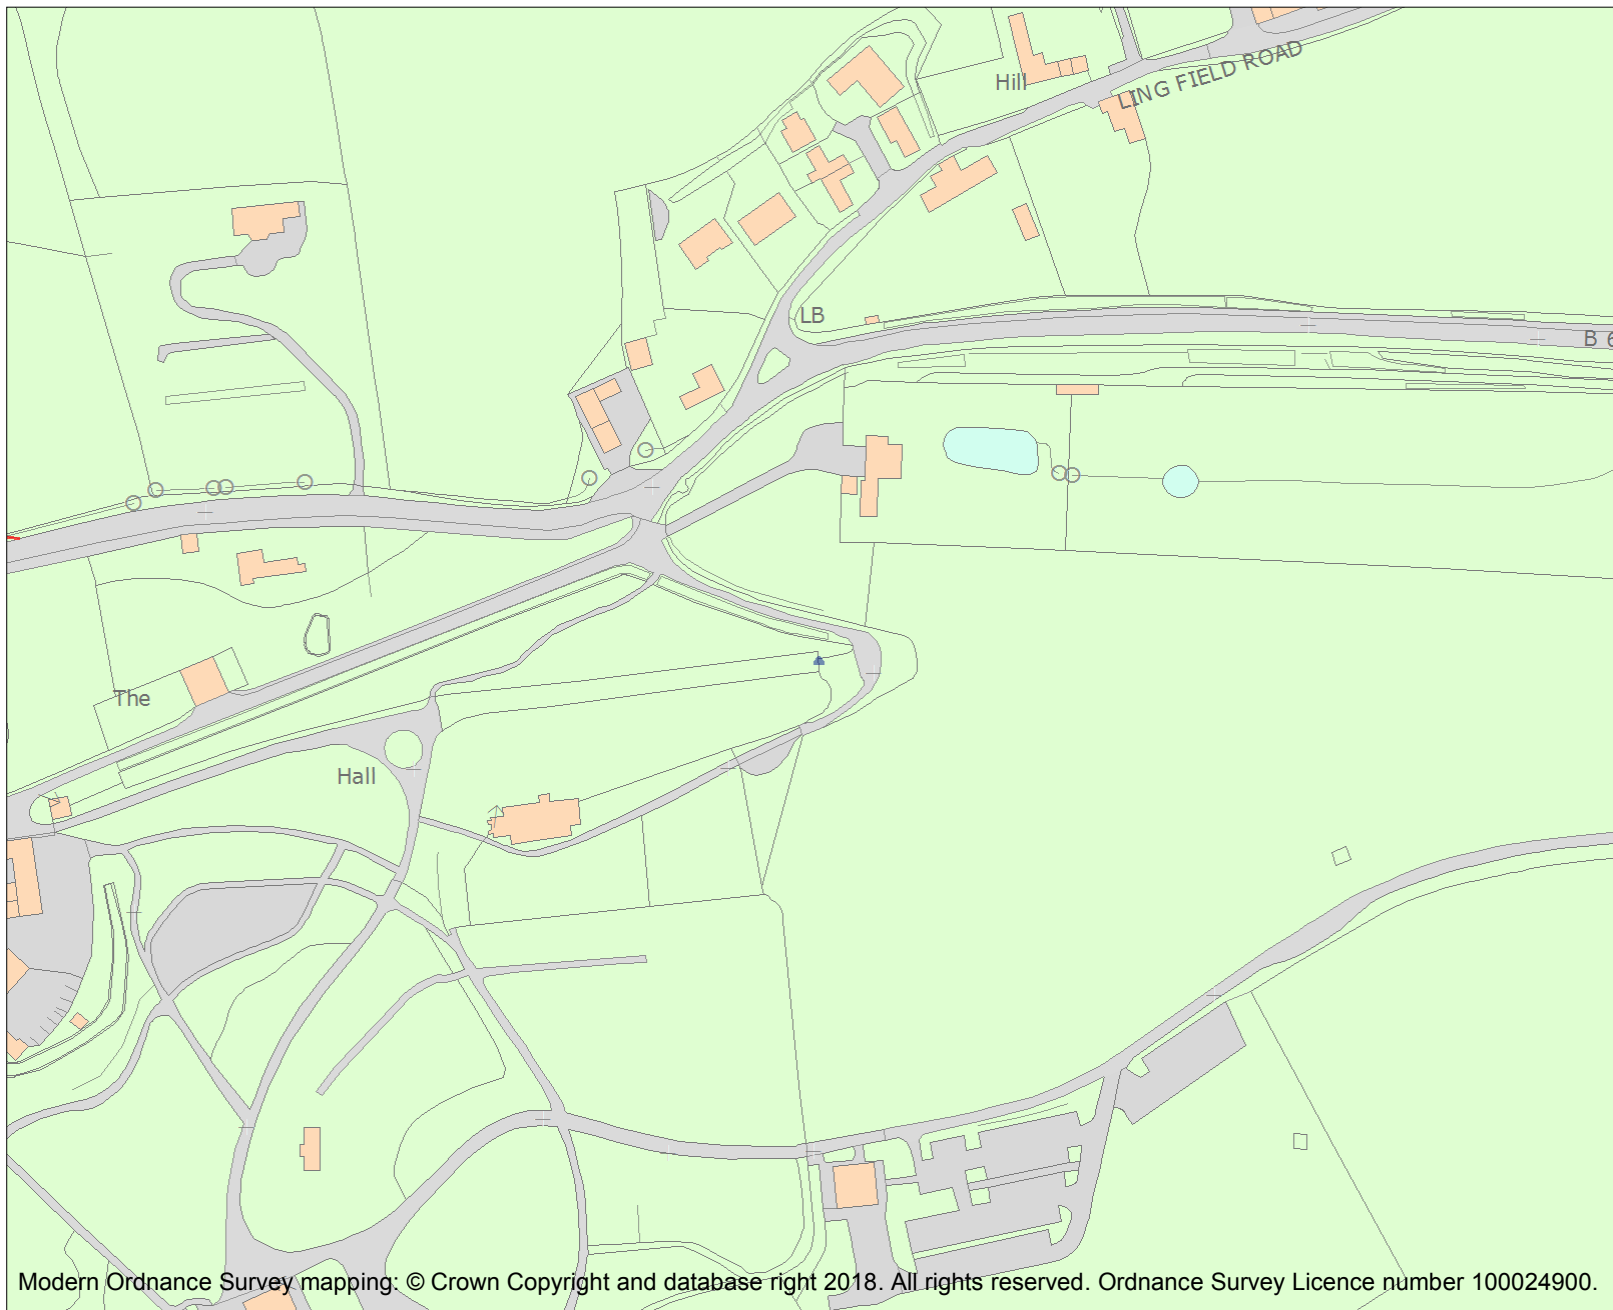 LING FIELD ROAD
Hill
LB
B 6
The
Hall
Modern Ordnance Survey mapping: © Crown Copyright and database right 2018. All rights reserved. Ordnance Survey Licence number 100024900.